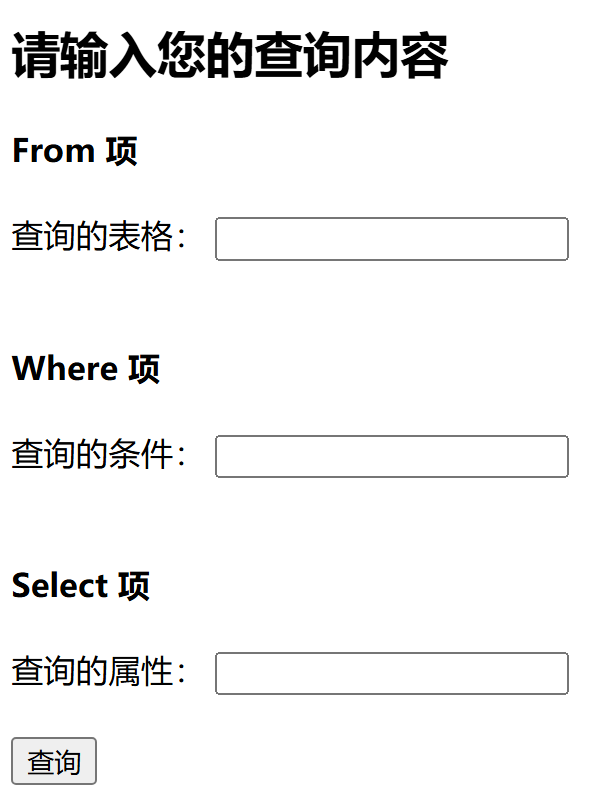 请输入您的查询内容
From 项
查询的表格：
Where 项
查询的条件：
Select 项
查询的属性：
查询